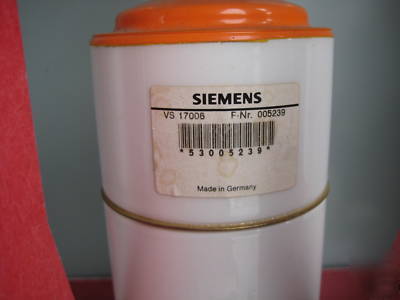 SIEMENS
VS 17006 F-Nr. 005239
*53005239*
Made in Germany